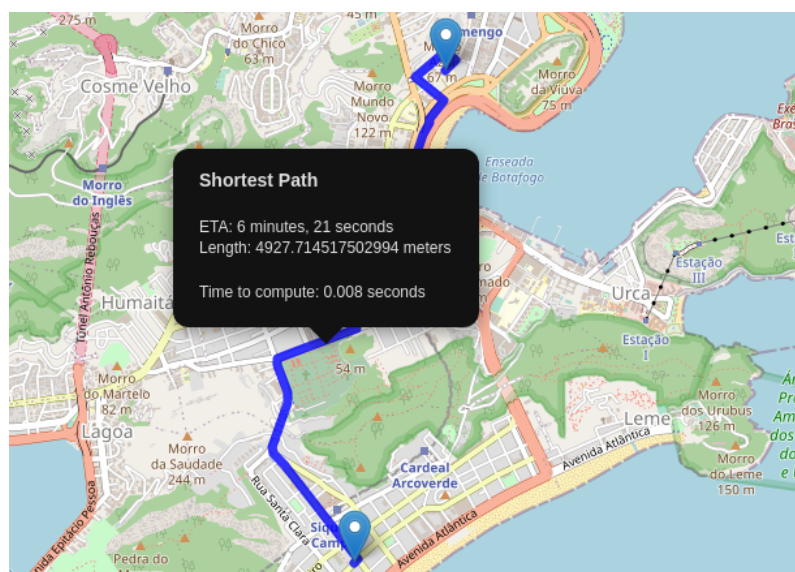 275 m
Morro
do Chico
63 m
45 m
mengo
67 m
Cosme Velho
Morro
da Viuva
75 m
Morro
Mundo
Novo
122 m
Enseada
de Botafogo
Morro
do Inglês
Túnel Antônio Rebouças
Shortest Path
ETA: 6 minutes, 21 seconds
Length: 4927.714517502994 meters
Time to compute: 0.008 seconds
Estação
III
Urca
Estação
I
Humaitá
54 m
Morro
do Martelo
82 m
Lagoa
Morro
da Saudade
244 m
Leme
Morro
dos Urubus
126 m
Morro
do Leme
150 m
Avenida Atlântica
Cardeal
Arcoverde
Rua Santa Clara
Avenida Atlântica
nida Epitácio Pessoa
Pedra do